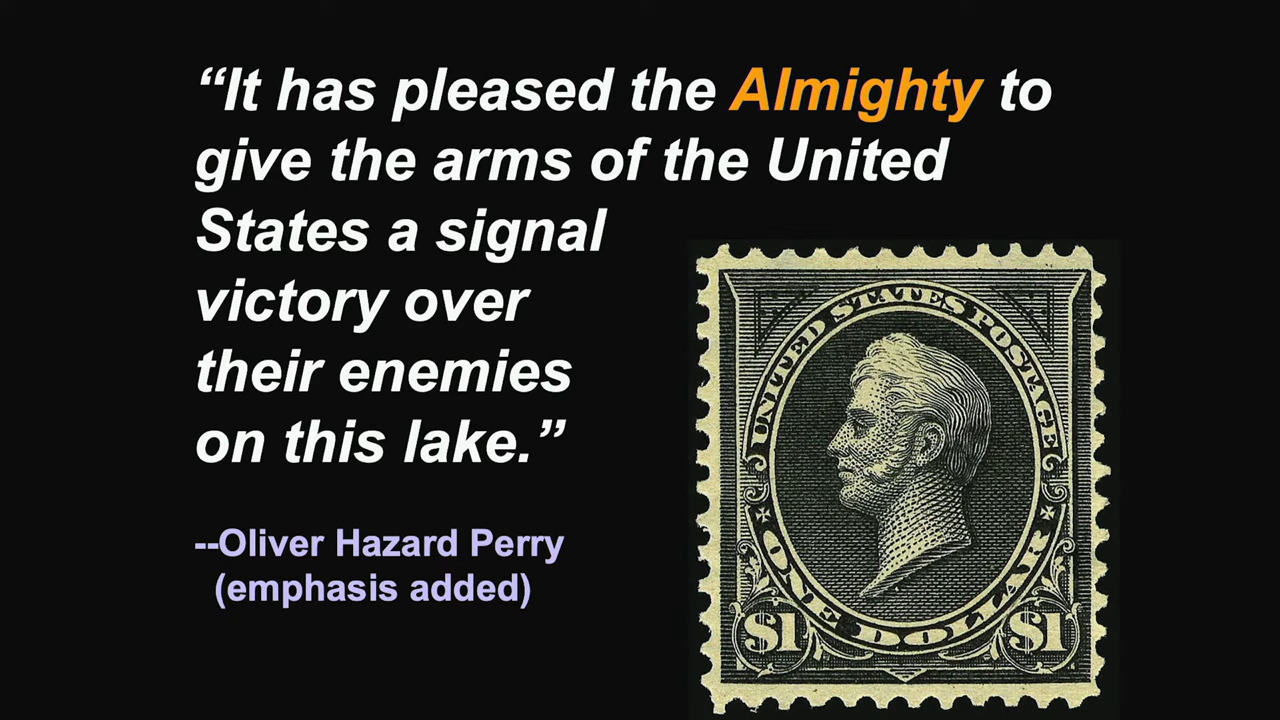 “It has pleased the Almighty to
give the arms of the United
States a signal
victory over
their enemies
on this lake.”
--Oliver Hazard Perry
(emphasis added)
UNITED STATES POSTAGE
ONE DOLLAR
$1
$1